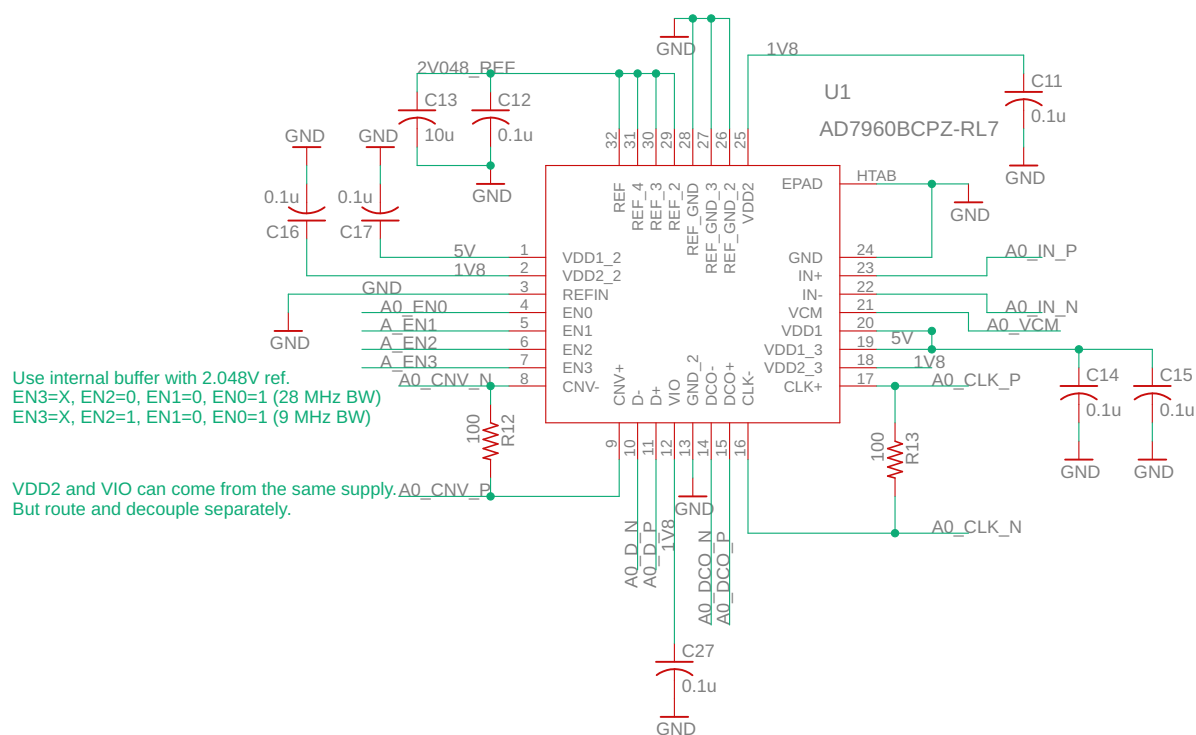 GND
1V8
2V048_REF
U1
C11
C13
C12
AD7960BCPZ-RL7
0.1u
10u
0.1u
GND
GND
32
31
30
29
28
27
26
25
GND
EPAD
HTAB
GND
0.1u
0.1u
REF
REF_4
REF_3
REF_2
REF_GND
REF_GND_3
REF_GND_2
VDD2
GND
C16
C17
5V
1
VDD1_2
GND
24
A0_IN_P
1V8
2
VDD2_2
IN+
23
GND
3
REFIN
IN-
22
A0_IN_N
A0_EN0
4
EN0
VCM
21
A0_VCM
A_EN1
5
EN1
VDD1
20
5V
GND
A_EN2
6
EN2
VDD1_3
19
1V8
A_EN3
7
EN3
VDD2_3
18
A0_CNV_N
8
CNV-
CLK+
17
A0_CLK_P
CNV+
D-
D+
VIO
GND_2
DCO-
DCO+
CLK-
C14
C15
0.1u
0.1u
Use internal buffer with 2.048V ref.
EN3=X, EN2=0, EN1=0, EN0=1 (28 MHz BW)
EN3=X, EN2=1, EN1=0, EN0=1 (9 MHz BW)
100
R12
9
10
11
12
13
14
15
16
100
R13
GND
GND
VDD2 and VIO can come from the same supply.
But route and decouple separately.
A0_CNV_P
GND
A0_D_N
A0_D_P
1V8
A0_DCO_N
A0_DCO_P
A0_CLK_N
C27
0.1u
GND